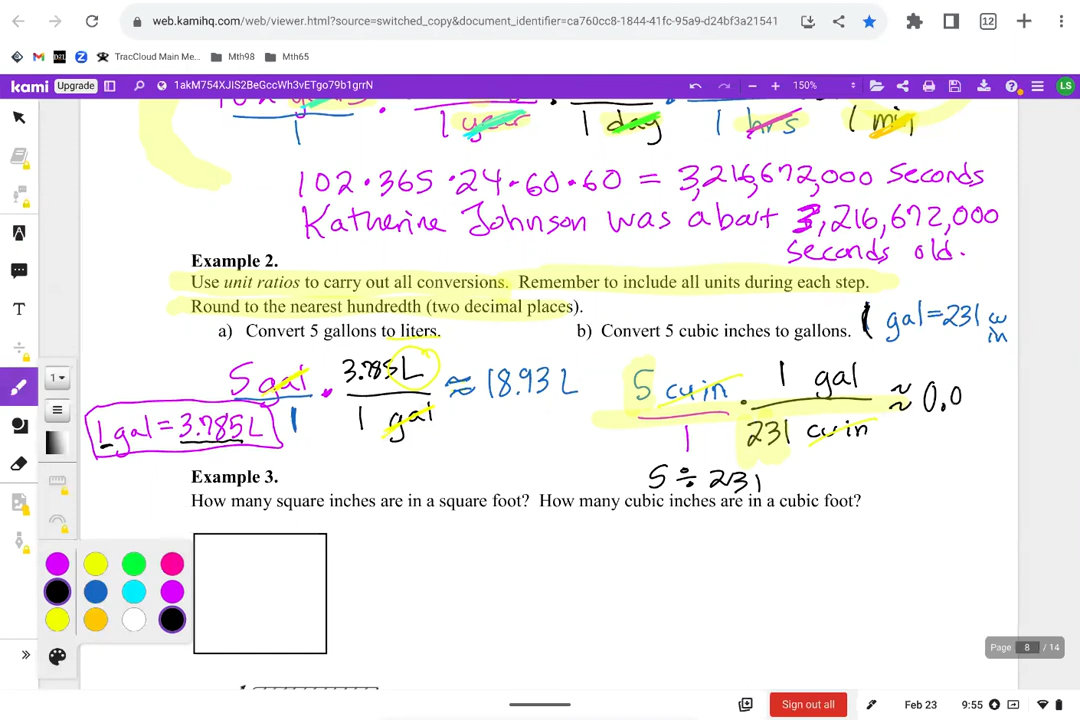 web.kamihq.com/web/viewer.html?source=switched_copy&document_identifier=ca760cc8-1844-41fc-95a9-d24bf3a21541
12
TracCloud Main Me...
Mth98
Mth65
kami
Upgrade
1akM754XJIS2BeGccWh3vETgo79b1grrN
150%
LS
1
1 year
1 day
1 hrs
1 min
102 · 365 · 24 · 60 · 60 = 3,216,672,000 seconds
Katherine Johnson was about 3,216,672,000
seconds old.
Example 2.
Use unit ratios to carry out all conversions. Remember to include all units during each step.
Round to the nearest hundredth (two decimal places).
a) Convert 5 gallons to liters.
b) Convert 5 cubic inches to gallons.
1 gal = 231 cu in
5 gal / 1 · 3.785 L / 1 gal ≈ 18.93 L
5 cu in / 1 · 1 gal / 231 cu in ≈ 0.0
1 gal = 3.785 L
5 ÷ 231
Example 3.
How many square inches are in a square foot? How many cubic inches are in a cubic foot?
1
Page 8 / 14
Sign out all
Feb 23
9:55